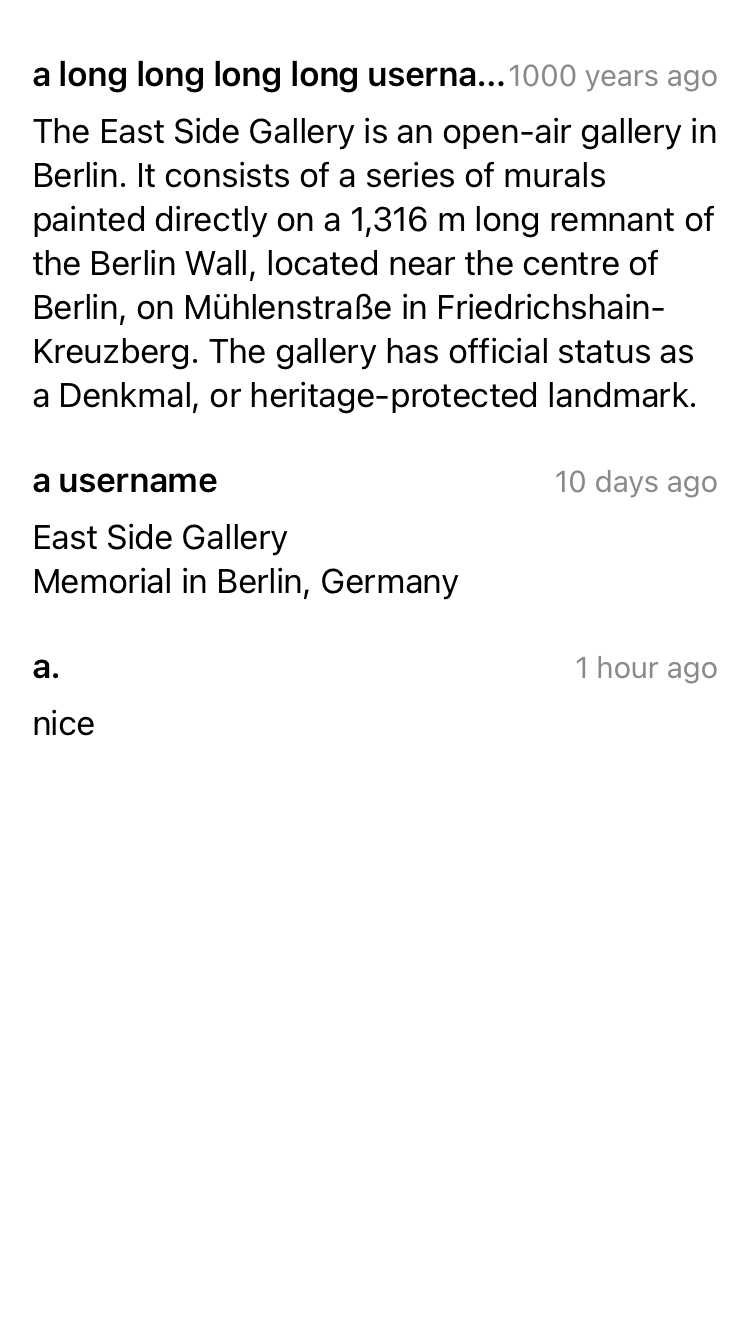 a long long long long userna... 1000 years ago
The East Side Gallery is an open-air gallery in
Berlin. It consists of a series of murals
painted directly on a 1,316 m long remnant of
the Berlin Wall, located near the centre of
Berlin, on Mühlenstraße in Friedrichshain-
Kreuzberg. The gallery has official status as
a Denkmal, or heritage-protected landmark.
a username 10 days ago
East Side Gallery
Memorial in Berlin, Germany
a. 1 hour ago
nice